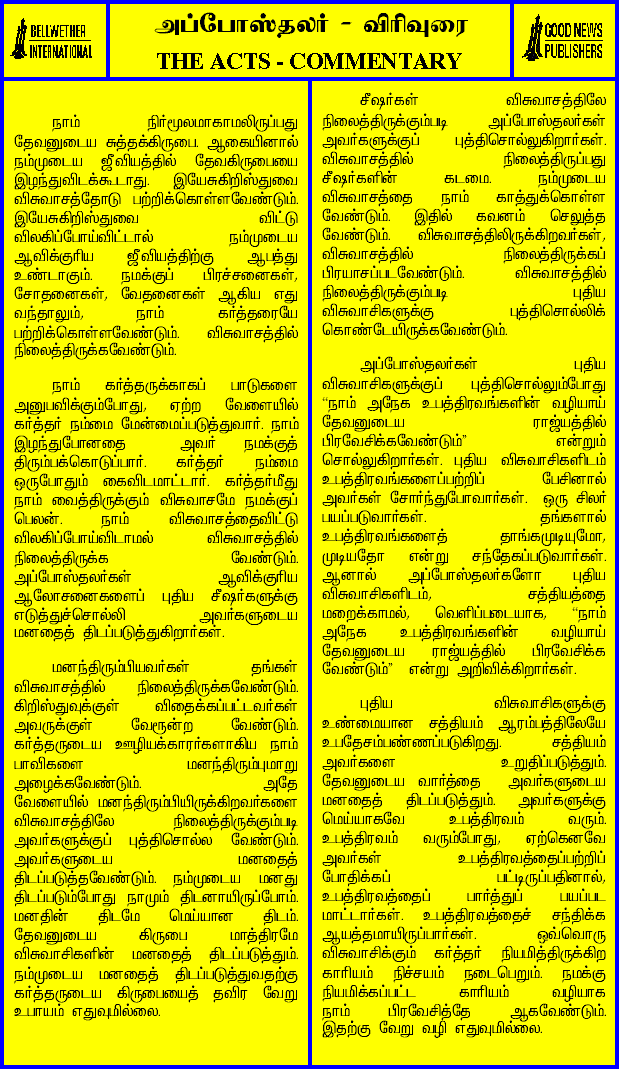 BELLWETHER
INTERNATIONAL
அப்போஸ்தலர் - விரிவுரை
THE ACTS - COMMENTARY
GOOD NEWS
PUBLISHERS
நாம் நிர்மூலமாகாமலிருப்பது
தேவனுடைய சுத்தக்கிருபை. ஆகையினால்
நம்முடைய ஜீவியத்தில் தேவகிருபையை
இழந்துவிடக்கூடாது. இயேசுகிறிஸ்துவை
விசுவாசத்தோடு பற்றிக்கொள்ளவேண்டும்.
இயேசுகிறிஸ்துவை விட்டு
விலகிப்போய்விட்டால் நம்முடைய
ஆவிக்குரிய ஜீவியத்திற்கு ஆபத்து
உண்டாகும். நமக்குப் பிரச்சனைகள்,
சோதனைகள், வேதனைகள் ஆகிய எது
வந்தாலும், நாம் கர்த்தரையே
பற்றிக்கொள்ளவேண்டும். விசுவாசத்தில்
நிலைத்திருக்கவேண்டும்.
நாம் கர்த்தருக்காகப் பாடுகளை
அனுபவிக்கும்போது, ஏற்ற வேளையில்
கர்த்தர் நம்மை மேன்மைப்படுத்துவார். நாம்
இழந்துபோனதை அவர் நமக்குத்
திரும்பக்கொடுப்பார். கர்த்தர் நம்மை
ஒருபோதும் கைவிடமாட்டார். கர்த்தர்மீது
நாம் வைத்திருக்கும் விசுவாசமே நமக்குப்
பெலன். நாம் விசுவாசத்தைவிட்டு
விலகிப்போய்விடாமல் விசுவாசத்தில்
நிலைத்திருக்க வேண்டும்.
அப்போஸ்தலர்கள் ஆவிக்குரிய
ஆலோசனைகளைப் புதிய சீஷர்களுக்கு
எடுத்துச்சொல்லி அவர்களுடைய
மனதைத் திடப்படுத்துகிறார்கள்.
மனந்திரும்பியவர்கள் தங்கள்
விசுவாசத்தில் நிலைத்திருக்கவேண்டும்.
கிறிஸ்துவுக்குள் விதைக்கப்பட்டவர்கள்
அவருக்குள் வேரூன்ற வேண்டும்.
கர்த்தருடைய ஊழியக்காரர்களாகிய நாம்
பாவிகளை மனந்திரும்புமாறு
அழைக்கவேண்டும். அதே
வேளையில் மனந்திரும்பியிருக்கிறவர்களை
விசுவாசத்திலே நிலைத்திருக்கும்படி
அவர்களுக்குப் புத்திசொல்ல வேண்டும்.
அவர்களுடைய மனதைத்
திடப்படுத்தவேண்டும். நம்முடைய மனது
திடப்படும்போது நாமும் திடனாயிருப்போம்.
மனதின் திடமே மெய்யான திடம்.
தேவனுடைய கிருபை மாத்திரமே
விசுவாசிகளின் மனதைத் திடப்படுத்தும்.
நம்முடைய மனதைத் திடப்படுத்துவதற்கு
கர்த்தருடைய கிருபையைத் தவிர வேறு
உபாயம் எதுவுமில்லை.
சீஷர்கள் விசுவாசத்திலே
நிலைத்திருக்கும்படி அப்போஸ்தலர்கள்
அவர்களுக்குப் புத்திசொல்லுகிறார்கள்.
விசுவாசத்தில் நிலைத்திருப்பது
சீஷர்களின் கடமை. நம்முடைய
விசுவாசத்தை நாம் காத்துக்கொள்ள
வேண்டும். இதில் கவனம் செலுத்த
வேண்டும். விசுவாசத்திலிருக்கிறவர்கள்,
விசுவாசத்தில் நிலைத்திருக்கப்
பிரயாசப்படவேண்டும். விசுவாசத்தில்
நிலைத்திருக்கும்படி புதிய
விசுவாசிகளுக்கு புத்திசொல்லிக்
கொண்டேயிருக்கவேண்டும்.
அப்போஸ்தலர்கள் புதிய
விசுவாசிகளுக்குப் புத்திசொல்லும்போது
“நாம் அநேக உபத்திரவங்களின் வழியாய்
தேவனுடைய ராஜ்யத்தில்
பிரவேசிக்கவேண்டும்” என்றும்
சொல்லுகிறார்கள். புதிய விசுவாசிகளிடம்
உபத்திரவங்களைப்பற்றிப் பேசினால்
அவர்கள் சோர்ந்துபோவார்கள். ஒரு சிலர்
பயப்படுவார்கள். தங்களால்
உபத்திரவங்களைத் தாங்கமுடியுமோ,
முடியதோ என்று சந்தேகப்படுவார்கள்.
ஆனால் அப்போஸ்தலர்களோ புதிய
விசுவாசிகளிடம், சத்தியத்தை
மறைக்காமல், வெளிப்படையாக, “நாம்
அநேக உபத்திரவங்களின் வழியாய்
தேவனுடைய ராஜ்யத்தில் பிரவேசிக்க
வேண்டும்” என்று அறிவிக்கிறார்கள்.
புதிய விசுவாசிகளுக்கு
உண்மையான சத்தியம் ஆரம்பத்திலேயே
உபதேசம்பண்ணப்படுகிறது. சத்தியம்
அவர்களை உறுதிப்படுத்தும்.
தேவனுடைய வார்த்தை அவர்களுடைய
மனதைத் திடப்படுத்தும். அவர்களுக்கு
மெய்யாகவே உபத்திரவம் வரும்.
உபத்திரவம் வரும்போது, ஏற்கெனவே
அவர்கள் உபத்திரவத்தைப்பற்றிப்
போதிக்கப் பட்டிருப்பதினால்,
உபத்திரவத்தைப் பார்த்துப் பயப்பட
மாட்டார்கள். உபத்திரவத்தைச் சந்திக்க
ஆயத்தமாயிருப்பார்கள். ஒவ்வொரு
விசுவாசிக்கும் கர்த்தர் நியமித்திருக்கிற
காரியம் நிச்சயம் நடைபெறும். நமக்கு
நியமிக்கப்பட்ட காரியம் வழியாக
நாம் பிரவேசித்தே ஆகவேண்டும்.
இதற்கு வேறு வழி எதுவுமில்லை.